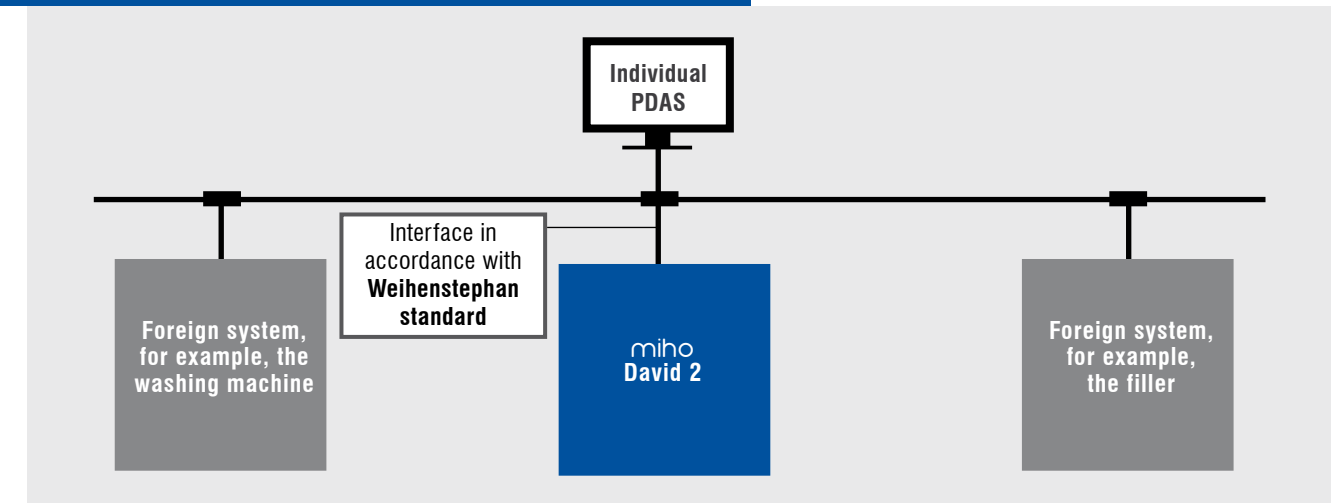 Individual
PDAS
Interface in
accordance with
Weihenstephan
standard
Foreign system,
for example, the
washing machine
miho
David 2
Foreign system,
for example,
the filler